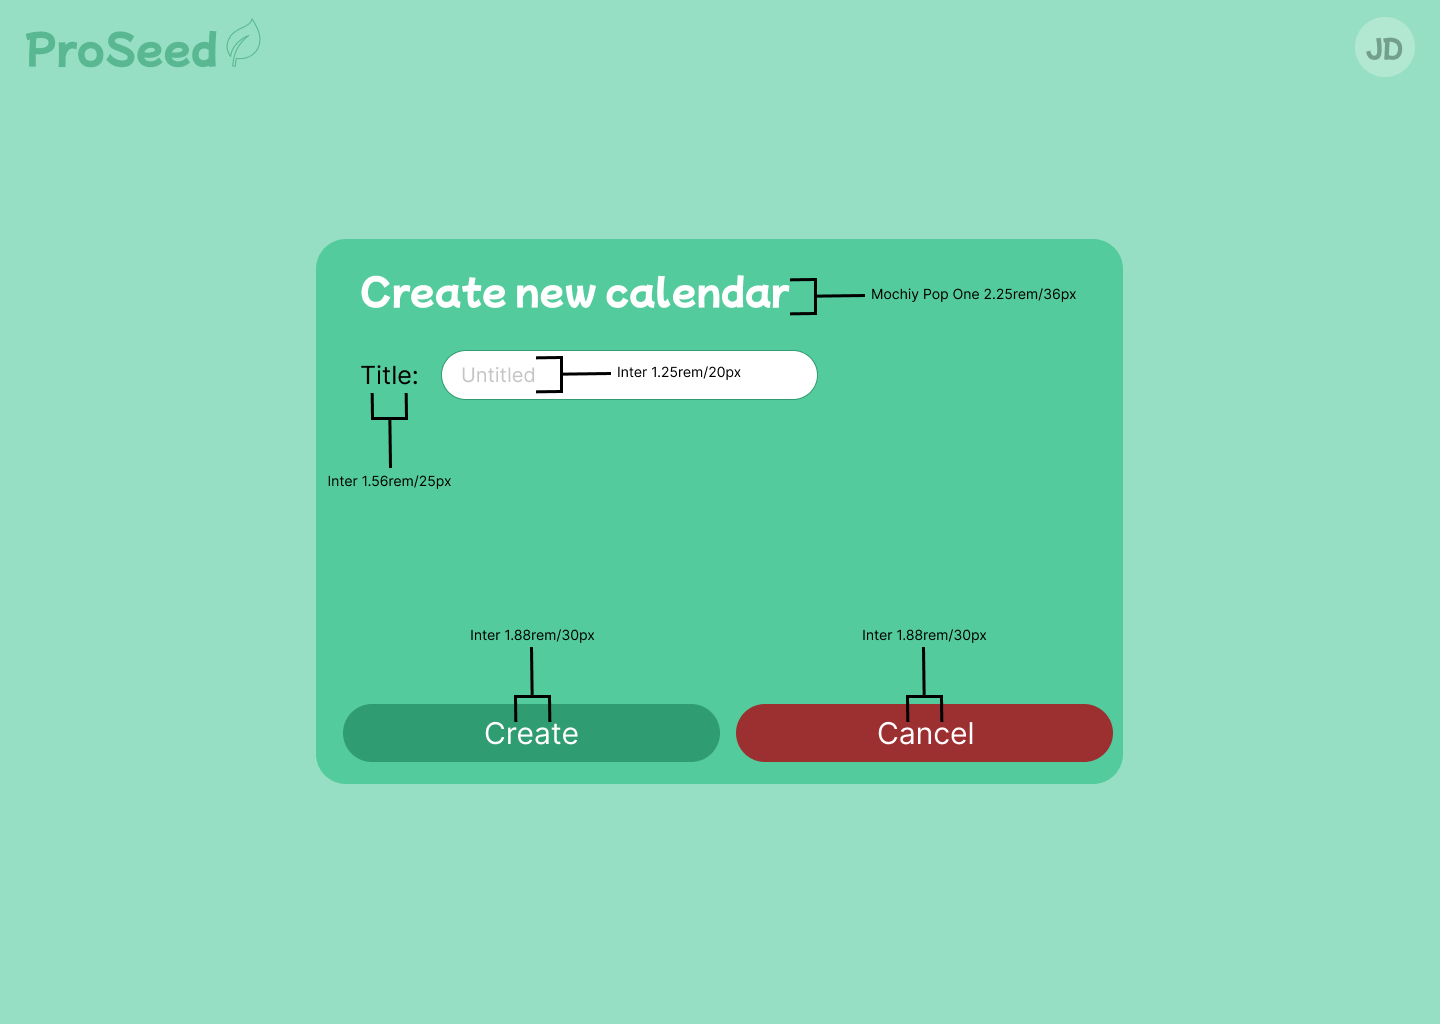 ProSeed
JD
Create new calendar
Mochiy Pop One 2.25rem/36px
Title:
Untitled
Inter 1.25rem/20px
Inter 1.56rem/25px
Inter 1.88rem/30px
Inter 1.88rem/30px
Create
Cancel